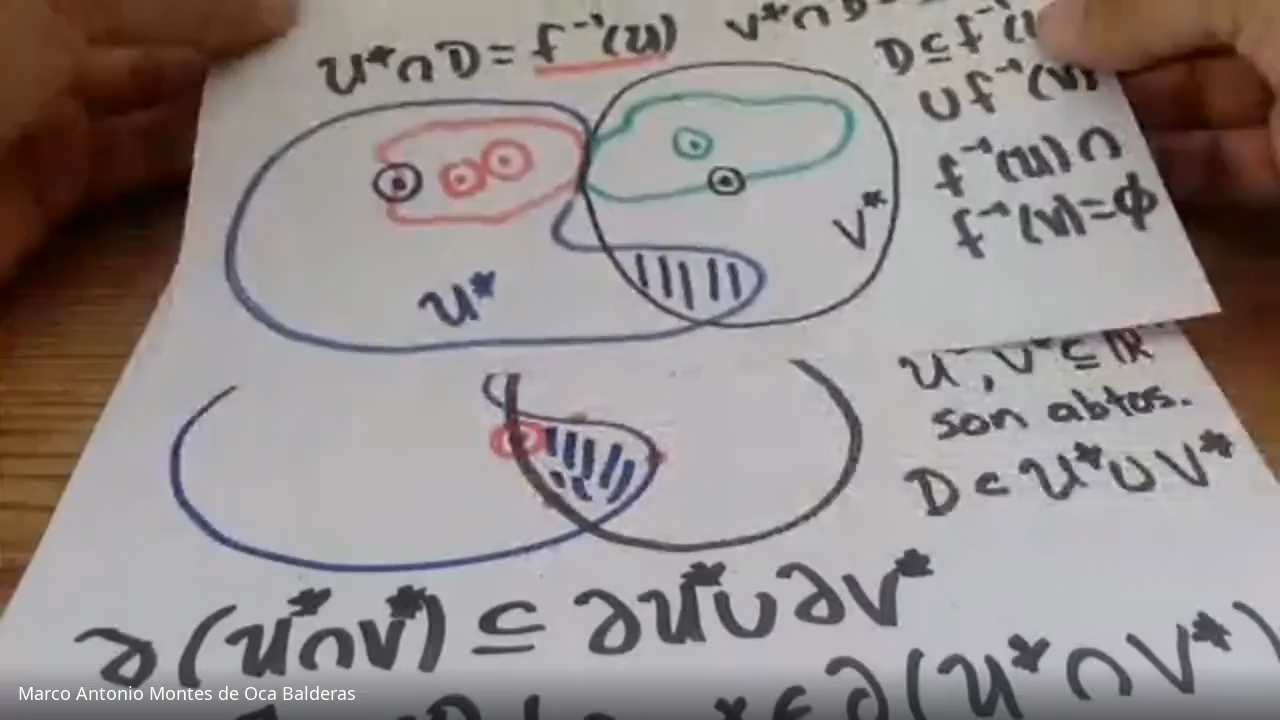 U*∩D = f⁻¹(U) V*∩D
D ⊆ f⁻¹(U)
∪ f⁻¹(V)
f⁻¹(U) ∩
f⁻¹(V) = Φ
V*
U*
U*, V* ⊆ ℝ
son abtos.
D ⊂ U* ∪ V*
∂(U*∩V*) ⊆ ∂U* ∪ ∂V*
x ∈ ∂(U*∩V*)
Marco Antonio Montes de Oca Balderas